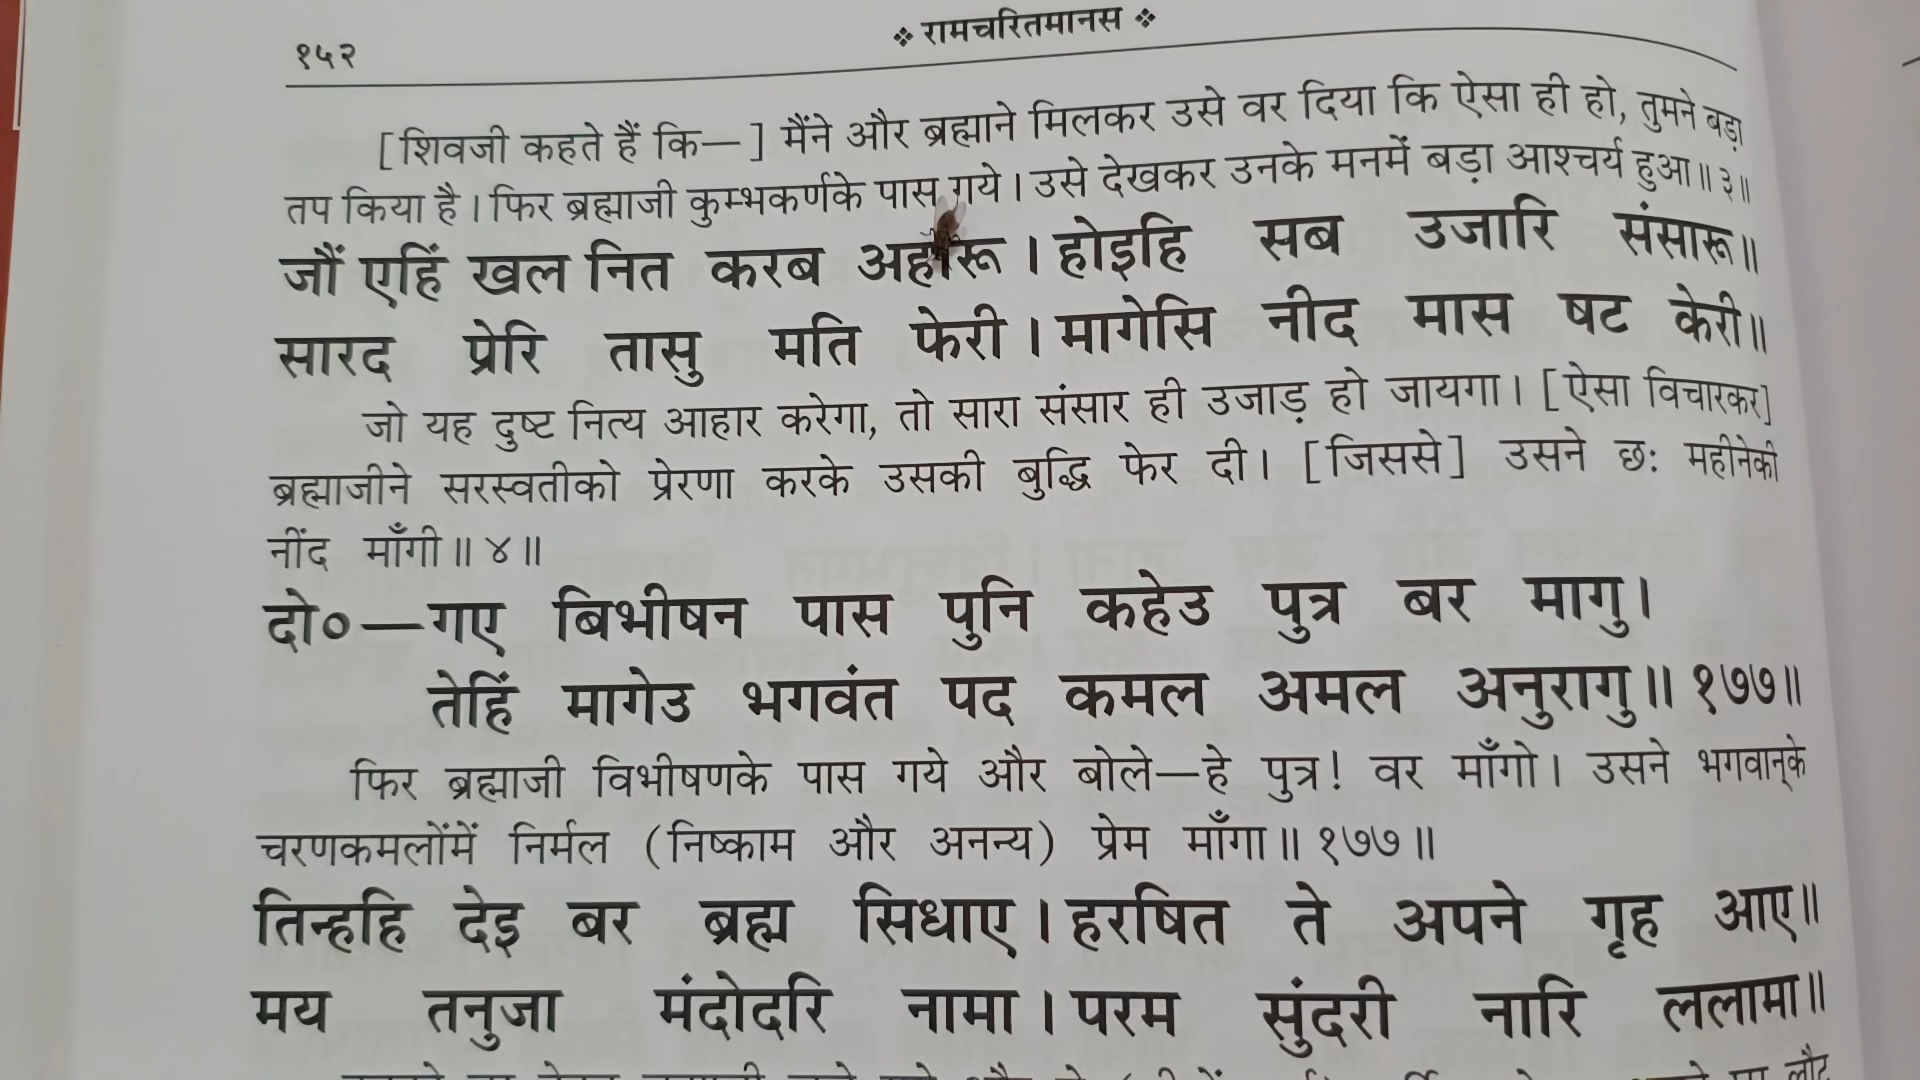 १५२
❖ रामचरितमानस ❖
[शिवजी कहते हैं कि—] मैंने और ब्रह्माने मिलकर उसे वर दिया कि ऐसा ही हो, तुमने बड़ा
तप किया है। फिर ब्रह्माजी कुम्भकर्णके पास गये। उसे देखकर उनके मनमें बड़ा आश्चर्य हुआ॥ ३॥
जौं एहिं खल नित करब अहारू। होइहि सब उजारि संसारू॥
सारद प्रेरि तासु मति फेरी। मागेसि नीद मास षट केरी॥
जो यह दुष्ट नित्य आहार करेगा, तो सारा संसार ही उजाड़ हो जायगा। [ऐसा विचारकर]
ब्रह्माजीने सरस्वतीको प्रेरणा करके उसकी बुद्धि फेर दी। [जिससे] उसने छः महीनेकी
नींद माँगी॥ ४॥
दो०—गए बिभीषन पास पुनि कहेउ पुत्र बर मागु।
तेहिं मागेउ भगवंत पद कमल अमल अनुरागु॥ १७७॥
फिर ब्रह्माजी विभीषणके पास गये और बोले—हे पुत्र! वर माँगो। उसने भगवान्‌के
चरणकमलोंमें निर्मल (निष्काम और अनन्य) प्रेम माँगा॥ १७७॥
तिन्हहि देइ बर ब्रह्म सिधाए। हरषित ते अपने गृह आए॥
मय तनुजा मंदोदरि नामा। परम सुंदरी नारि ललामा॥